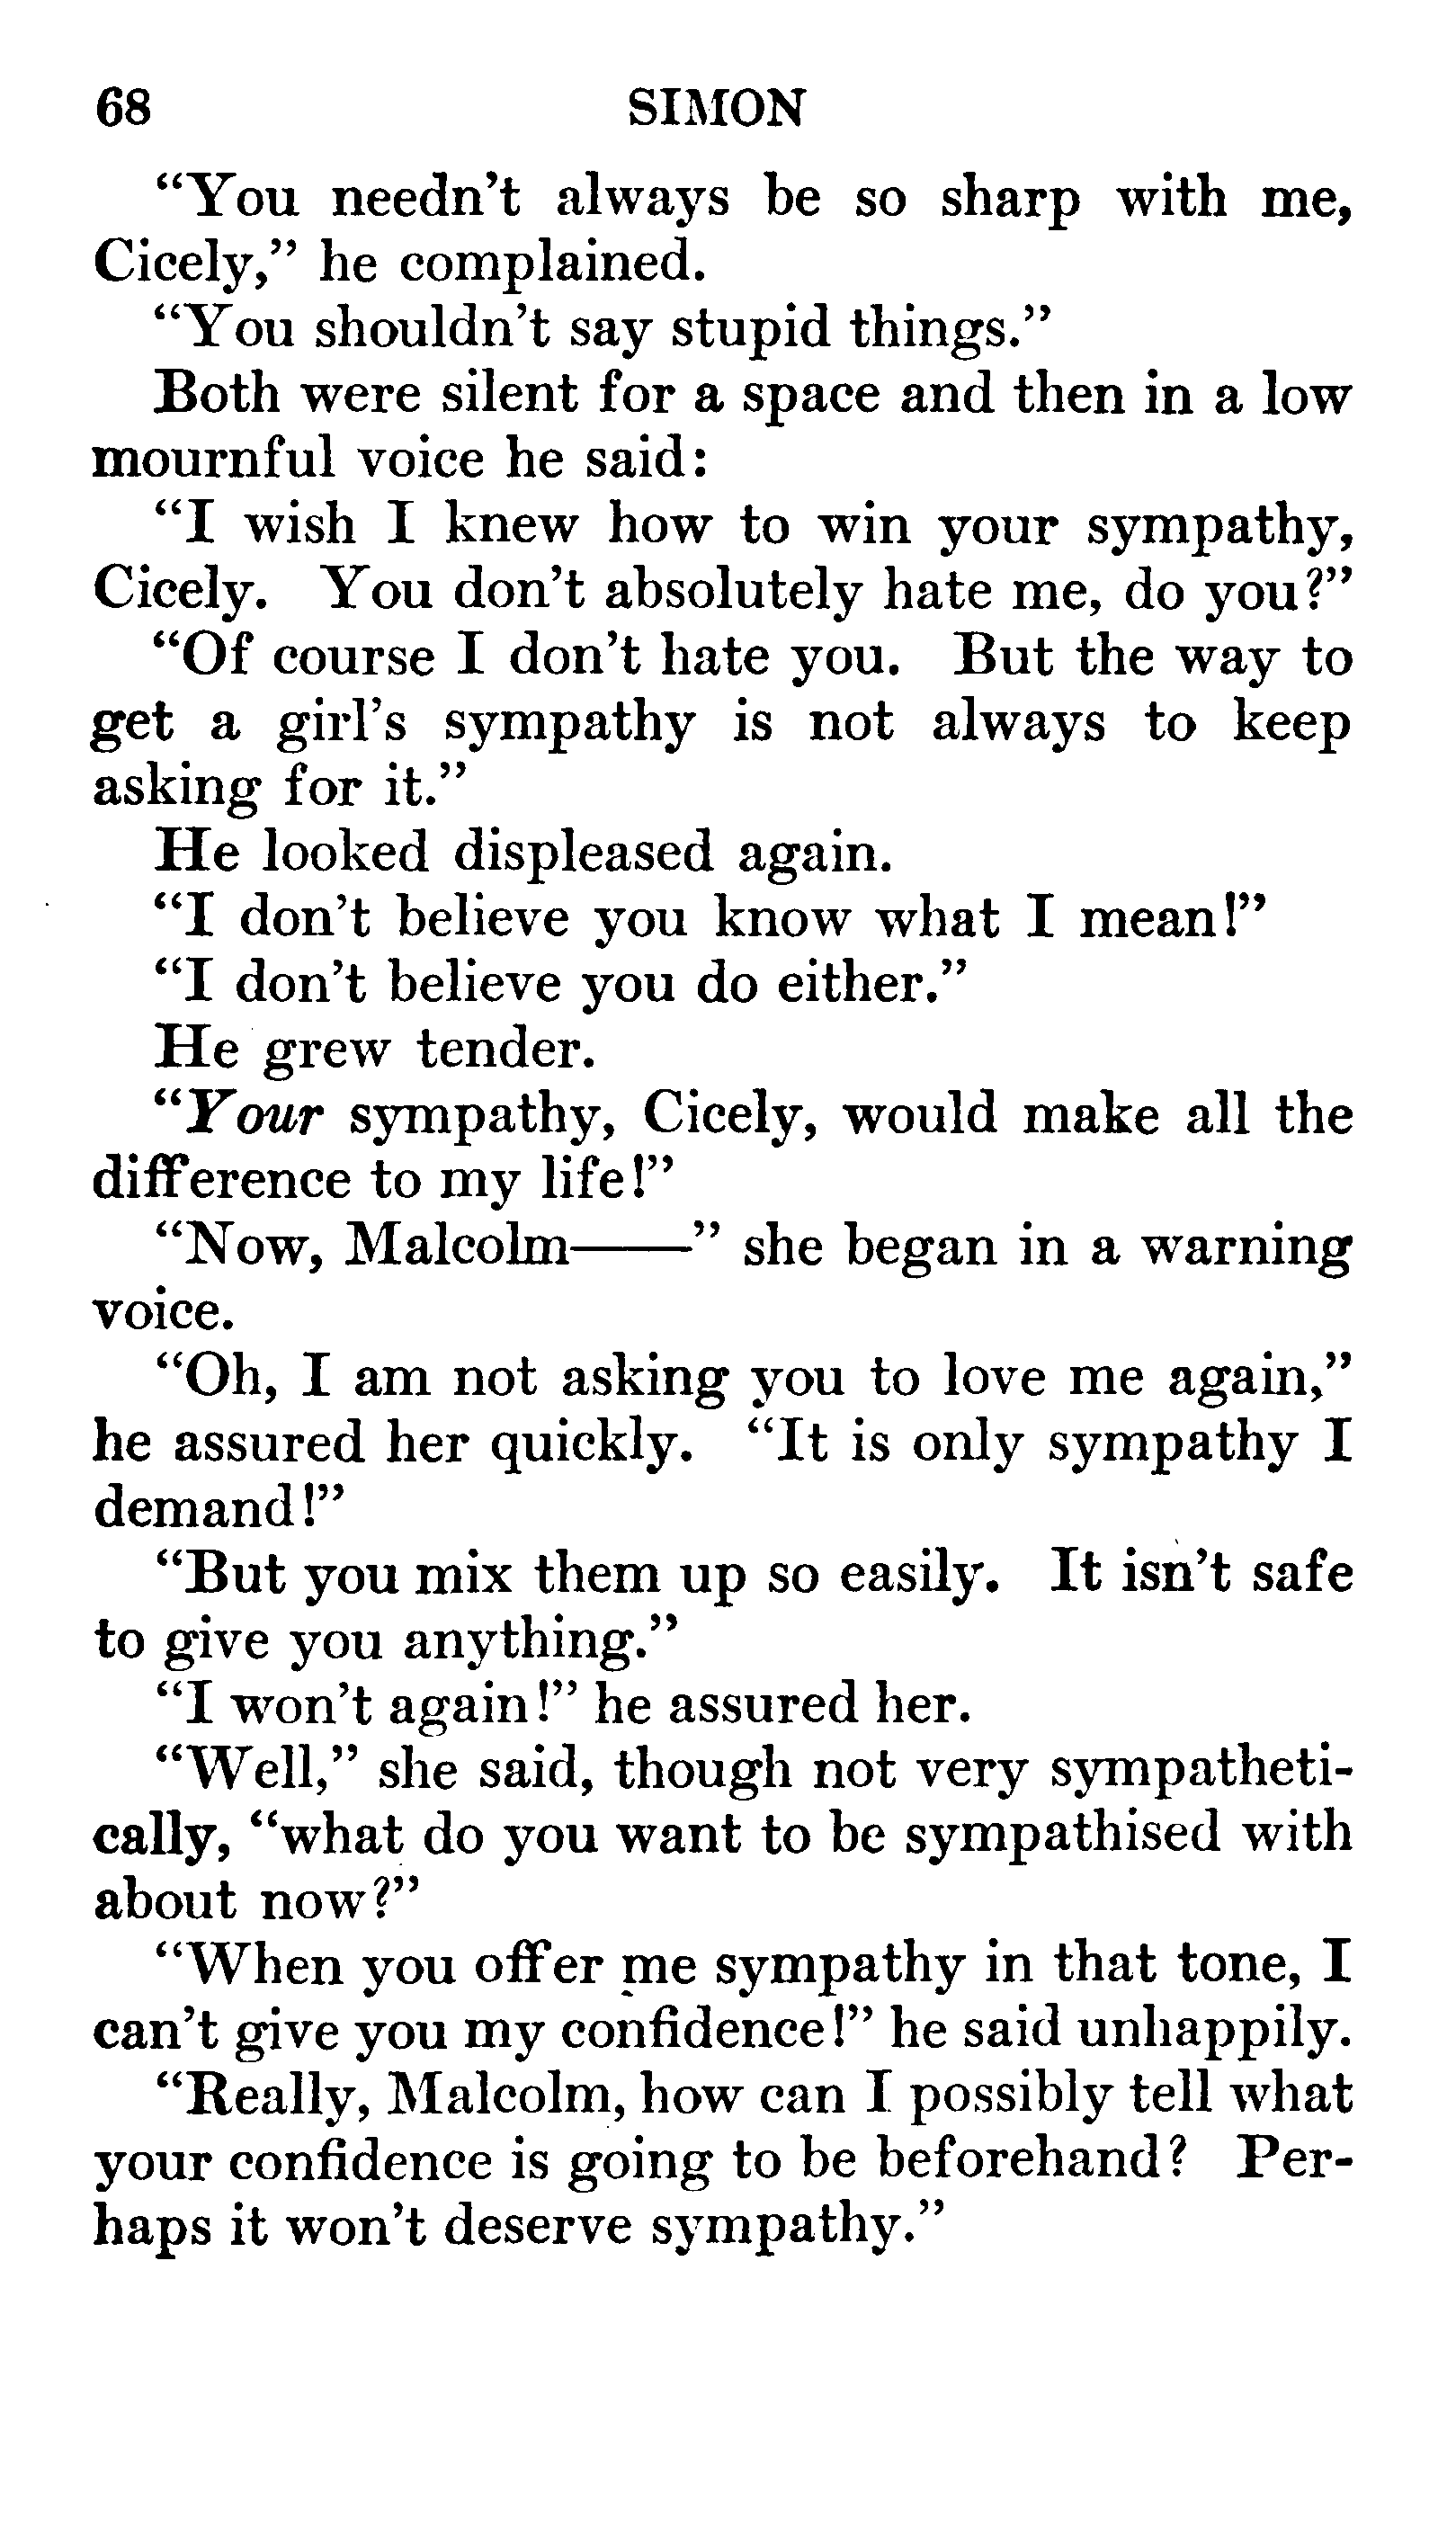 68 SIMON
“You needn’t always be so sharp with me,
Cicely,” he complained.
“You shouldn’t say stupid things.”
Both were silent for a space and then in a low
mournful voice he said:
“I wish I knew how to win your sympathy,
Cicely. You don’t absolutely hate me, do you?”
“Of course I don’t hate you. But the way to
get a girl’s sympathy is not always to keep
asking for it.”
He looked displeased again.
“I don’t believe you know what I mean!”
“I don’t believe you do either.”
He grew tender.
“Your sympathy, Cicely, would make all the
difference to my life!”
“Now, Malcolm——” she began in a warning
voice.
“Oh, I am not asking you to love me again,”
he assured her quickly. “It is only sympathy I
demand!”
“But you mix them up so easily. It isn’t safe
to give you anything.”
“I won’t again!” he assured her.
“Well,” she said, though not very sympatheti-
cally, “what do you want to be sympathised with
about now?”
“When you offer me sympathy in that tone, I
can’t give you my confidence!” he said unhappily.
“Really, Malcolm, how can I possibly tell what
your confidence is going to be beforehand? Per-
haps it won’t deserve sympathy.”